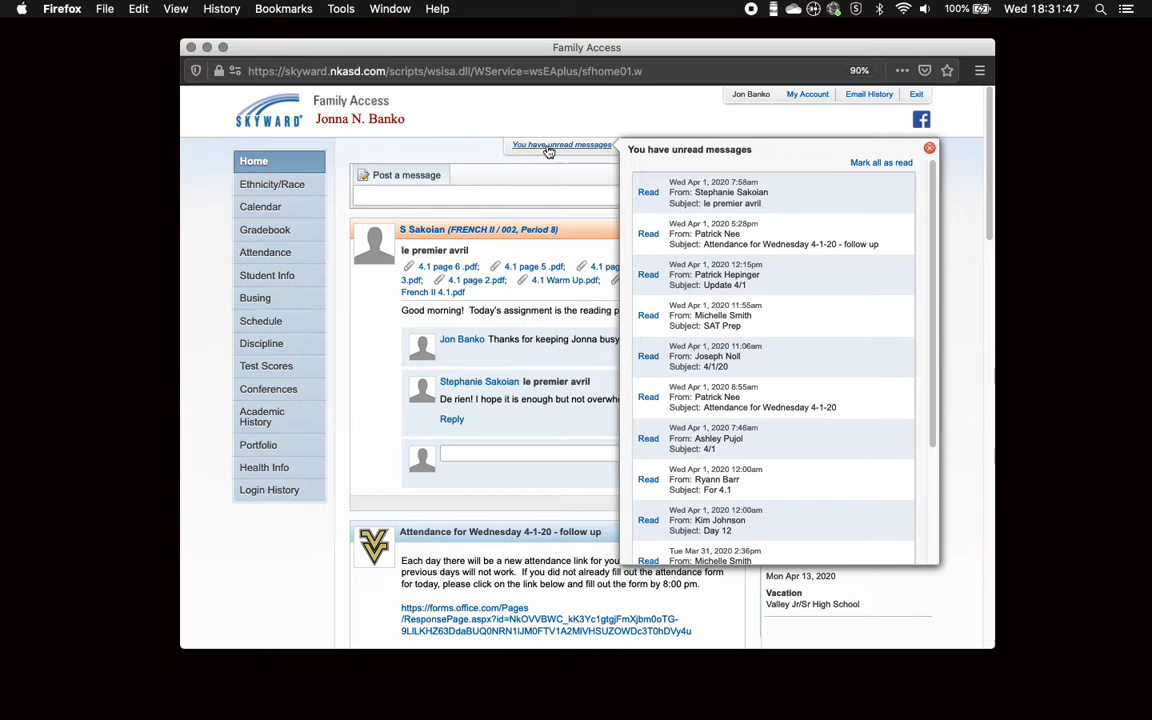 Firefox File Edit View History Bookmarks Tools Window Help 100% Wed 18:31:47
Family Access
https://skyward.nkasd.com/scripts/wsisa.dll/WService=wsEAplus/sfhome01.w 90%
SKYWARD
Family Access
Jonna N. Banko
Jon Banko My Account Email History Exit
You have unread messages
Home
Ethnicity/Race
Calendar
Gradebook
Attendance
Student Info
Busing
Schedule
Discipline
Test Scores
Conferences
Academic
History
Portfolio
Health Info
Login History
Post a message
S Sakoian (FRENCH II / 002, Period 8)
le premier avril
4.1 page 6 .pdf; 4.1 page 5 .pdf; 4.1 pag
3.pdf; 4.1 page 2.pdf; 4.1 Warm Up.pdf;
French II 4.1.pdf
Good morning! Today's assignment is the reading p
Jon Banko Thanks for keeping Jonna busy
Stephanie Sakoian le premier avril
De rien! I hope it is enough but not overwhe
Reply
Attendance for Wednesday 4-1-20 - follow up
Each day there will be a new attendance link for you
previous days will not work. If you did not already fill out the attendance form
for today, please click on the link below and fill out the form by 8:00 pm.
https://forms.office.com/Pages
/ResponsePage.aspx?id=NkOVVBWC_kK3Yc1gtgjFmXjbm0oTG-
9LlLKHZ63DdaBUQ0NRN1lJM0FTV1A2MlVHSUZOWDc3T0hDVy4u
You have unread messages
Mark all as read
Read
Wed Apr 1, 2020 7:58am
From: Stephanie Sakoian
Subject: le premier avril
Read
Wed Apr 1, 2020 5:28pm
From: Patrick Nee
Subject: Attendance for Wednesday 4-1-20 - follow up
Read
Wed Apr 1, 2020 12:15pm
From: Patrick Hepinger
Subject: Update 4/1
Read
Wed Apr 1, 2020 11:55am
From: Michelle Smith
Subject: SAT Prep
Read
Wed Apr 1, 2020 11:06am
From: Joseph Noll
Subject: 4/1/20
Read
Wed Apr 1, 2020 8:55am
From: Patrick Nee
Subject: Attendance for Wednesday 4-1-20
Read
Wed Apr 1, 2020 7:46am
From: Ashley Pujol
Subject: 4/1
Read
Wed Apr 1, 2020 12:00am
From: Ryann Barr
Subject: For 4.1
Read
Wed Apr 1, 2020 12:00am
From: Kim Johnson
Subject: Day 12
Read
Tue Mar 31, 2020 2:36pm
From: Michelle Smith
Mon Apr 13, 2020
Vacation
Valley Jr/Sr High School